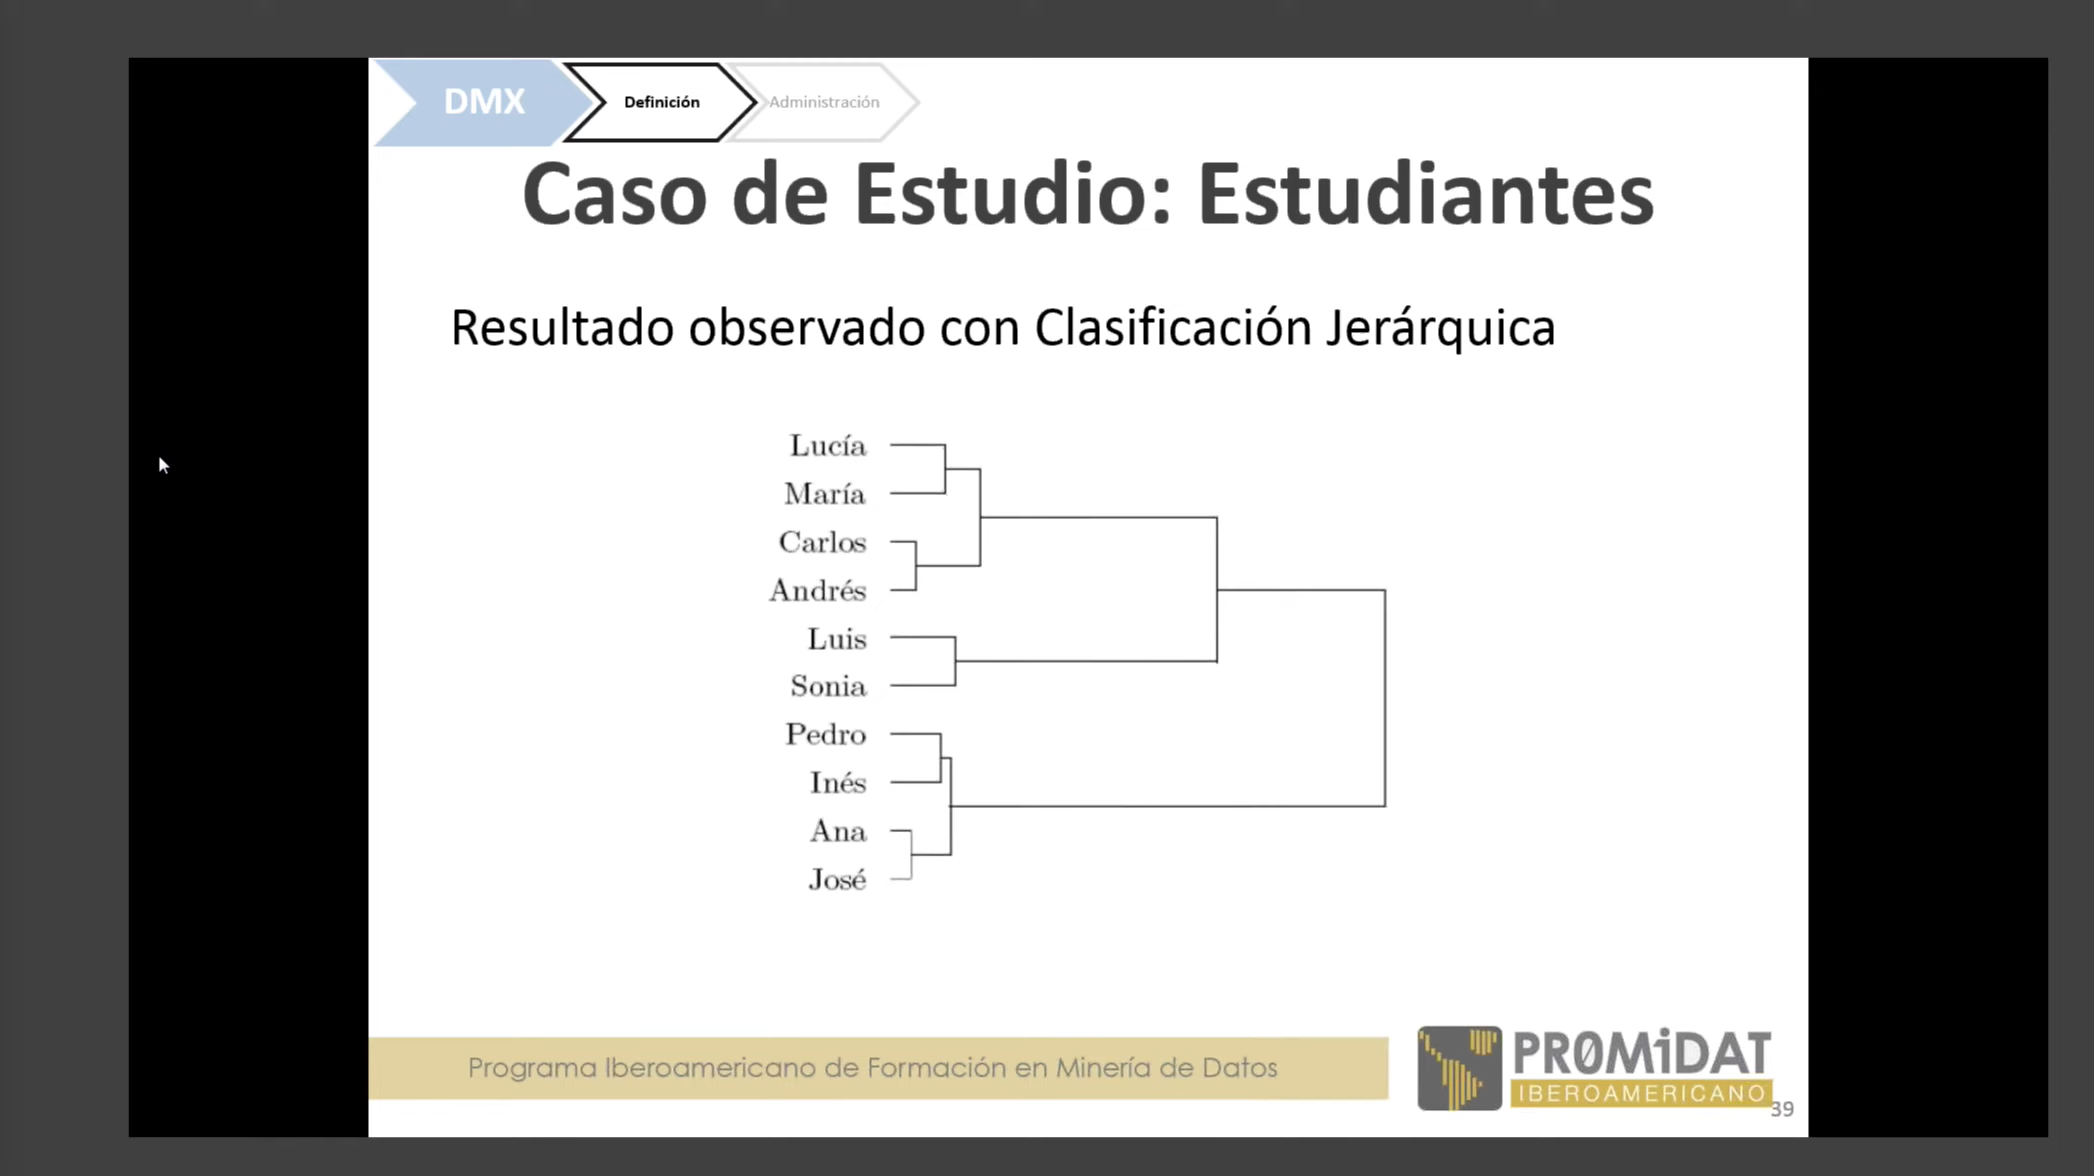 DMX
Definición
Administración
Caso de Estudio: Estudiantes
Resultado observado con Clasificación Jerárquica
Lucía
María
Carlos
Andrés
Luis
Sonia
Pedro
Inés
Ana
José
Programa Iberoamericano de Formación en Minería de Datos
PR0MiDAT
IBEROAMERICANO
39